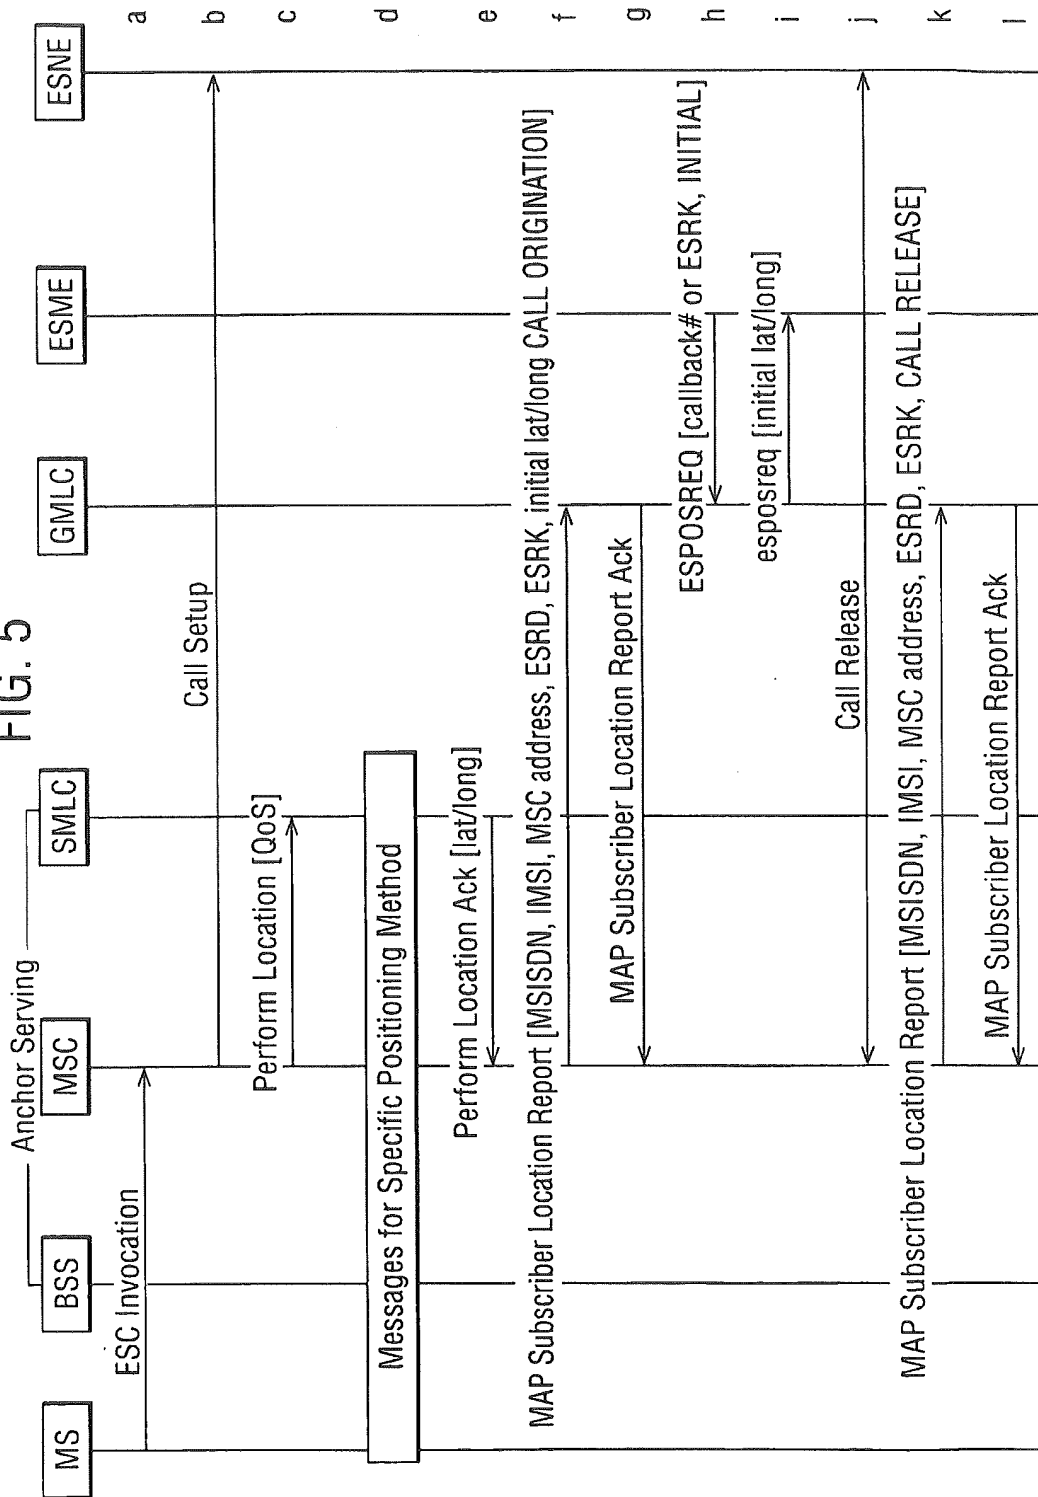 FIG. 5
Anchor Serving
MS
BSS
MSC
SMLC
GMLC
ESME
ESNE
ESC Invocation
a
Call Setup
b
Perform Location [QoS]
c
Messages for Specific Positioning Method
d
Perform Location Ack [lat/long]
e
MAP Subscriber Location Report [MSISDN, IMSI, MSC address, ESRD, ESRK, initial lat/long CALL ORIGINATION]
f
MAP Subscriber Location Report Ack
g
ESPOSREQ [callback# or ESRK, INITIAL]
h
esposreq [initial lat/long]
i
Call Release
j
MAP Subscriber Location Report [MSISDN, IMSI, MSC address, ESRD, ESRK, CALL RELEASE]
k
MAP Subscriber Location Report Ack
l